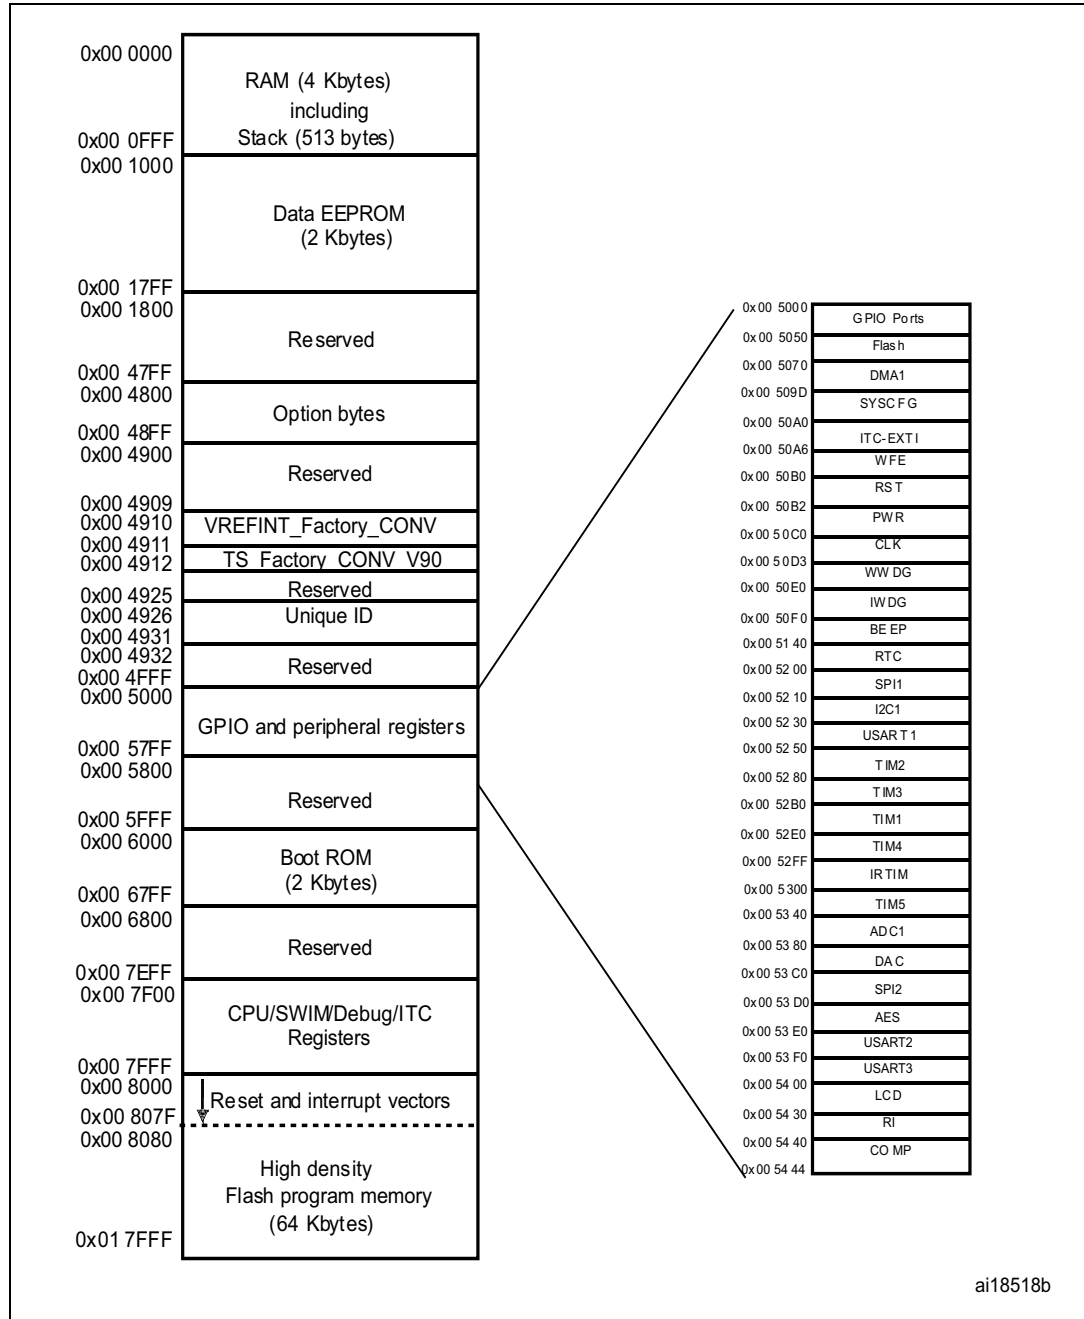 0x00 0000
RAM (4 Kbytes)
including
Stack (513 bytes)
0x00 0FFF
0x00 1000
Data EEPROM
(2 Kbytes)
0x00 17FF
0x00 1800
Reserved
0x00 47FF
0x00 4800
Option bytes
0x00 48FF
0x00 4900
Reserved
0x00 4909
0x00 4910
VREFINT_Factory_CONV
0x00 4911
0x00 4912
TS_Factory_CONV_V90
Reserved
0x00 4925
0x00 4926
Unique ID
0x00 4931
0x00 4932
Reserved
0x00 4FFF
0x00 5000
GPIO and peripheral registers
0x00 57FF
0x00 5800
Reserved
0x00 5FFF
0x00 6000
Boot ROM
(2 Kbytes)
0x00 67FF
0x00 6800
Reserved
0x00 7EFF
0x00 7F00
CPU/SWIM/Debug/ITC
Registers
0x00 7FFF
0x00 8000
Reset and interrupt vectors
0x00 807F
0x00 8080
High density
Flash program memory
(64 Kbytes)
0x01 7FFF
0x00 5000
GPIO Ports
0x00 5050
Flash
0x00 5070
DMA1
0x00 509D
SYSCFG
0x00 50A0
ITC-EXTI
0x00 50A6
WFE
0x00 50B0
RST
0x00 50B2
PWR
0x00 50C0
CLK
0x00 50D3
WWDG
0x00 50E0
IWDG
0x00 50F0
BEEP
0x00 5140
RTC
0x00 5200
SPI1
0x00 5210
I2C1
0x00 5230
USART1
0x00 5250
TIM2
0x00 5280
TIM3
0x00 52B0
TIM1
0x00 52E0
TIM4
0x00 52FF
IRTIM
0x00 5300
TIM5
0x00 5340
ADC1
0x00 5380
DAC
0x00 53C0
SPI2
0x00 53D0
AES
0x00 53E0
USART2
0x00 53F0
USART3
0x00 5400
LCD
0x00 5430
RI
0x00 5440
COMP
0x00 5444
ai18518b